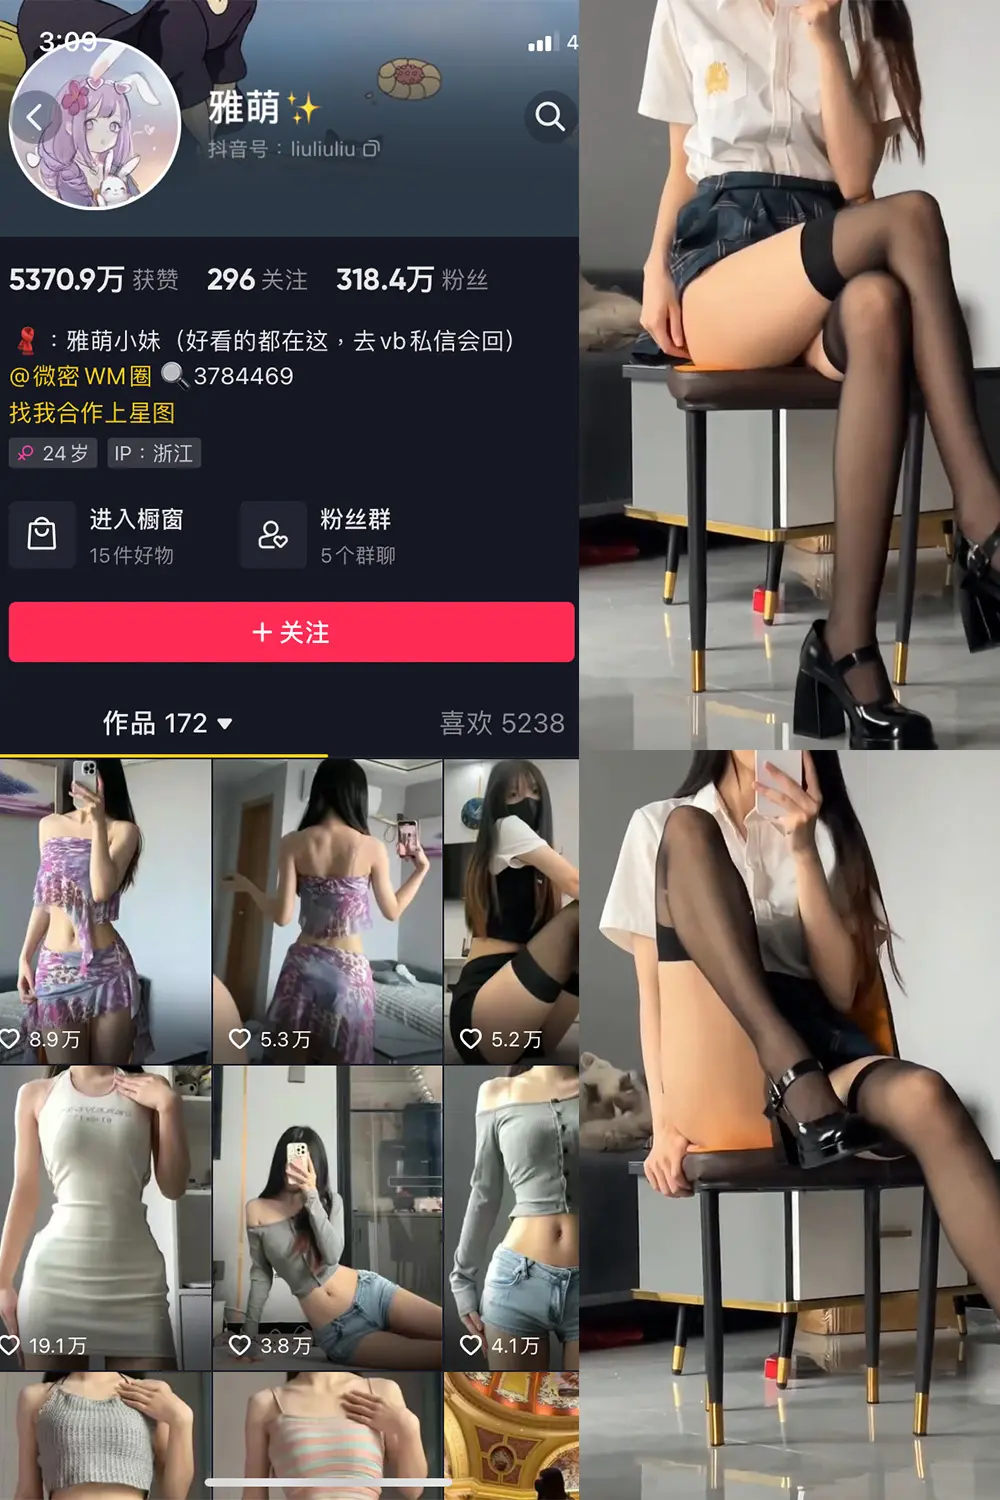 3:09
4
雅萌✨
抖音号：liuliuliu
5370.9万 获赞 296 关注 318.4万 粉丝
：雅萌小妹（好看的都在这，去vb私信会回）
@微密WM圈 🔍3784469
找我合作上星图
24岁 IP：浙江
进入橱窗
15件好物
粉丝群
5个群聊
+ 关注
作品 172 ▼
喜欢 5238
8.9万
5.3万
5.2万
19.1万
3.8万
4.1万